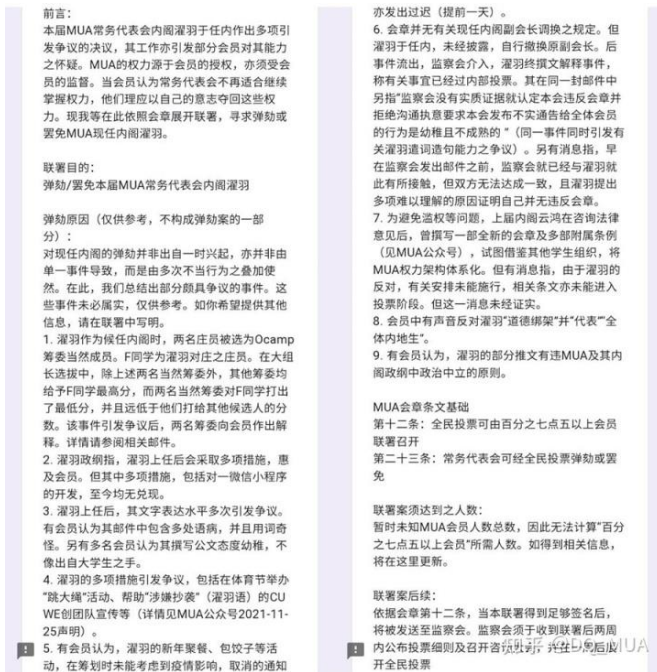 前言：
本届MUA常务代表会内阁濯羽于任内作出多项引
发争议的决议，其工作亦引发部分会员对其能力
之怀疑。MUA的权力源于会员的授权，亦须受会
员的监督。当会员认为常务代表会不再适合继续
掌握权力，他们理应以自己的意志夺回这些权
力。现我等在此依照会章展开联署，寻求弹劾或
罢免MUA现任内阁濯羽。
联署目的：
弹劾/罢免本届MUA常务代表会内阁濯羽
弹劾原因（仅供参考，不构成弹劾案的一部
分）：
对现任内阁的弹劾并非出自一时兴起，亦并非由
单一事件导致，而是由多次不当行为之叠加使
然。在此，我们总结出部分颇具争议的事件。这
些事件未必属实，仅供参考。如你希望提供其他
信息，请在联署中写明。
1. 濯羽作为候任内阁时，两名庄员被选为Ocamp
筹委当然成员。F同学为濯羽对庄之庄员。在大组
长选拔中，除上述两名当然筹委外，其他筹委均
给予F同学最高分，而两名当然筹委对F同学打出
了最低分，并且远低于他们打给其他候选人的分
数。该事件引发争议后，两名筹委向会员作出解
释。详情请参阅相关邮件。
2. 濯羽政纲指，濯羽上任后会采取多项措施，惠
及会员。但其中多项措施，包括对一微信小程序
的开发，至今均无兑现。
3. 濯羽上任后，其文字表达水平多次引发争议。
有会员认为其邮件中包含多处语病，并且用词奇
怪。另有多名会员认为其撰写公文态度幼稚，不
像出自大学生之手。
4. 濯羽的多项措施引发争议，包括在体育节举办
“跳大绳”活动、帮助“涉嫌抄袭”（濯羽语）的CU
WE创团队宣传等（详情见MUA公众号2021-11-
25声明）。
5. 有会员认为，濯羽的新年聚餐、包饺子等活
动，在筹划时未能考虑到疫情影响，取消的通知
亦发出过迟（提前一天）。
6. 会章并无有关现任内阁副会长调换之规定。但
濯羽于任内，未经披露，自行撤换原副会长。后
事件流出，监察会介入，濯羽终撰文解释事件，
称有关事宜已经过内部投票。其在同一封邮件中
另指“监察会没有实质证据就认定本会违反会章并
拒绝沟通执意要求本会发布不实通告给全体会员
的行为是幼稚且不成熟的 ”（同一事件同时引发有
关濯羽遣词造句能力之争议）。另有消息指，早
在监察会发出邮件之前，监察会就已经与濯羽就
此有所接触，但双方无法达成一致，且濯羽提出
多项难以理解的原因证明自己并无违反会章。
7. 为避免滥权等问题，上届内阁云鸿在咨询法律
意见后，曾撰写一部全新的会章及多部附属条例
（见MUA公众号），试图借鉴其他学生组织，将
MUA权力架构体系化。但有消息指，由于濯羽的
反对，有关安排未能施行，相关条文亦未能进入
投票阶段。但这一消息未经证实。
8. 会员中有声音反对濯羽“道德绑架”并“代表”“全
体内地生”。
9. 有会员认为，濯羽的部分推文有违MUA及其内
阁政纲中政治中立的原则。
MUA会章条文基础
第十二条：全民投票可由百分之七点五以上会员
联署召开
第二十三条：常务代表会可经全民投票弹劾或罢
免
联署案须达到之人数：
暂时未知MUA会员人数总数，因此无法计算“百分
之七点五以上会员”所需人数。如得到相关信息，
将在这里更新。
联署案后续：
依据会章第十二条，当本联署得到足够签名后，
将被发送至监察会。监察会须于收到联署后两周
内公布投票细则及召开咨询大会，并在一周后展
开全民投票
知乎 @DO_MUA